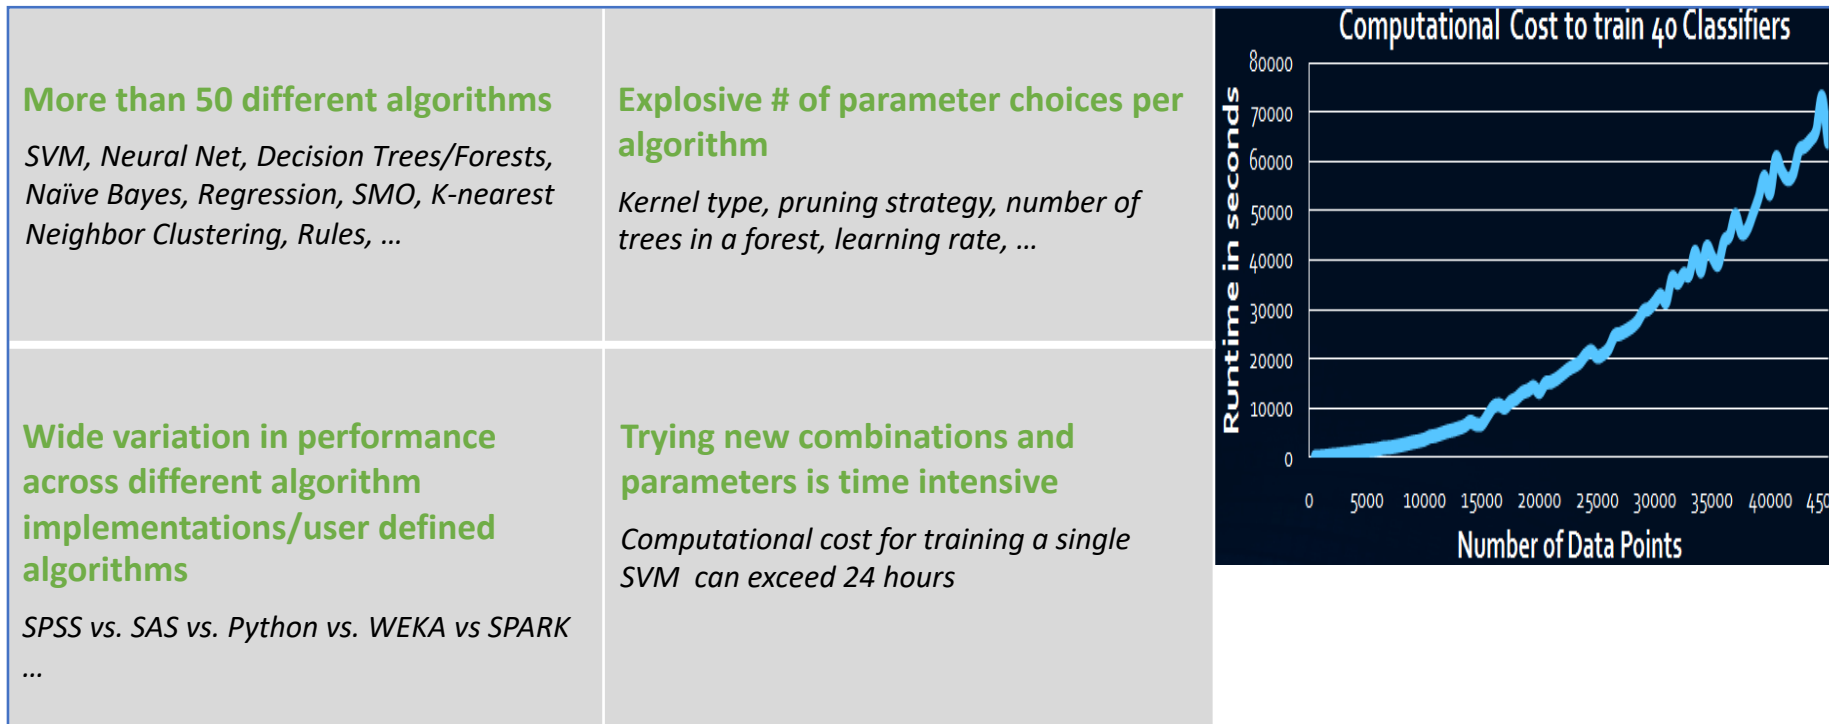 More than 50 different algorithms
SVM, Neural Net, Decision Trees/Forests,
Naïve Bayes, Regression, SMO, K-nearest
Neighbor Clustering, Rules, …
Explosive # of parameter choices per
algorithm
Kernel type, pruning strategy, number of
trees in a forest, learning rate, …
Wide variation in performance
across different algorithm
implementations/user defined
algorithms
SPSS vs. SAS vs. Python vs. WEKA vs SPARK
…
Trying new combinations and
parameters is time intensive
Computational cost for training a single
SVM can exceed 24 hours
Computational Cost to train 40 Classifiers
Runtime in seconds
80000
70000
60000
50000
40000
30000
20000
10000
0
0 5000 10000 15000 20000 25000 30000 35000 40000 450
Number of Data Points